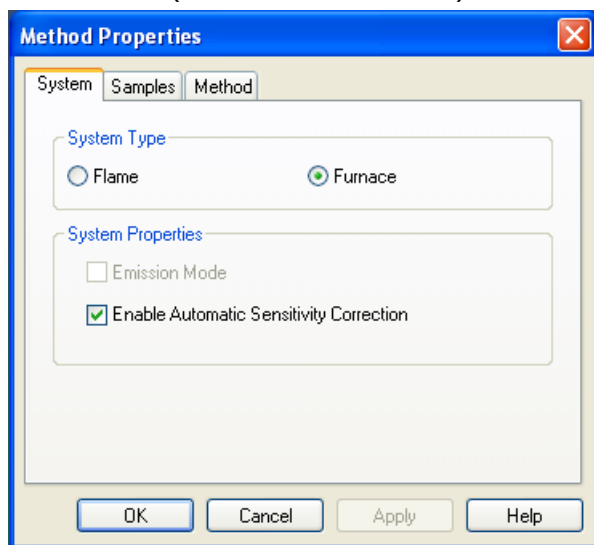 Method Properties
System Samples Method
System Type
Flame Furnace
System Properties
Emission Mode
Enable Automatic Sensitivity Correction
OK Cancel Apply Help